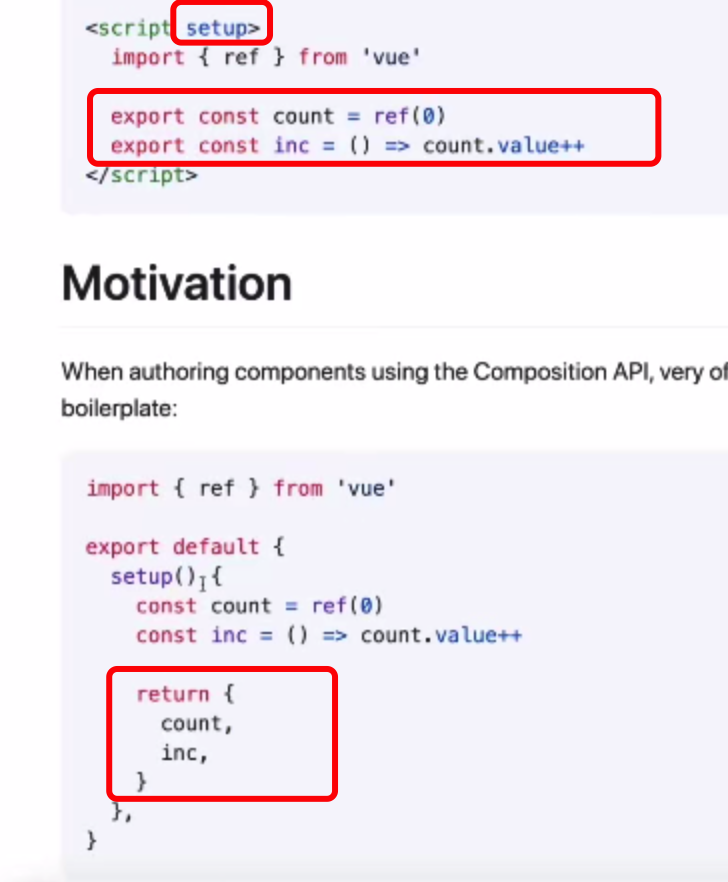 <script setup>
import { ref } from 'vue'
export const count = ref(0)
export const inc = () => count.value++
</script>
Motivation
When authoring components using the Composition API, very
boilerplate:
import { ref } from 'vue'
export default {
setup() {
const count = ref(0)
const inc = () => count.value++
return {
count,
inc,
}
},
}